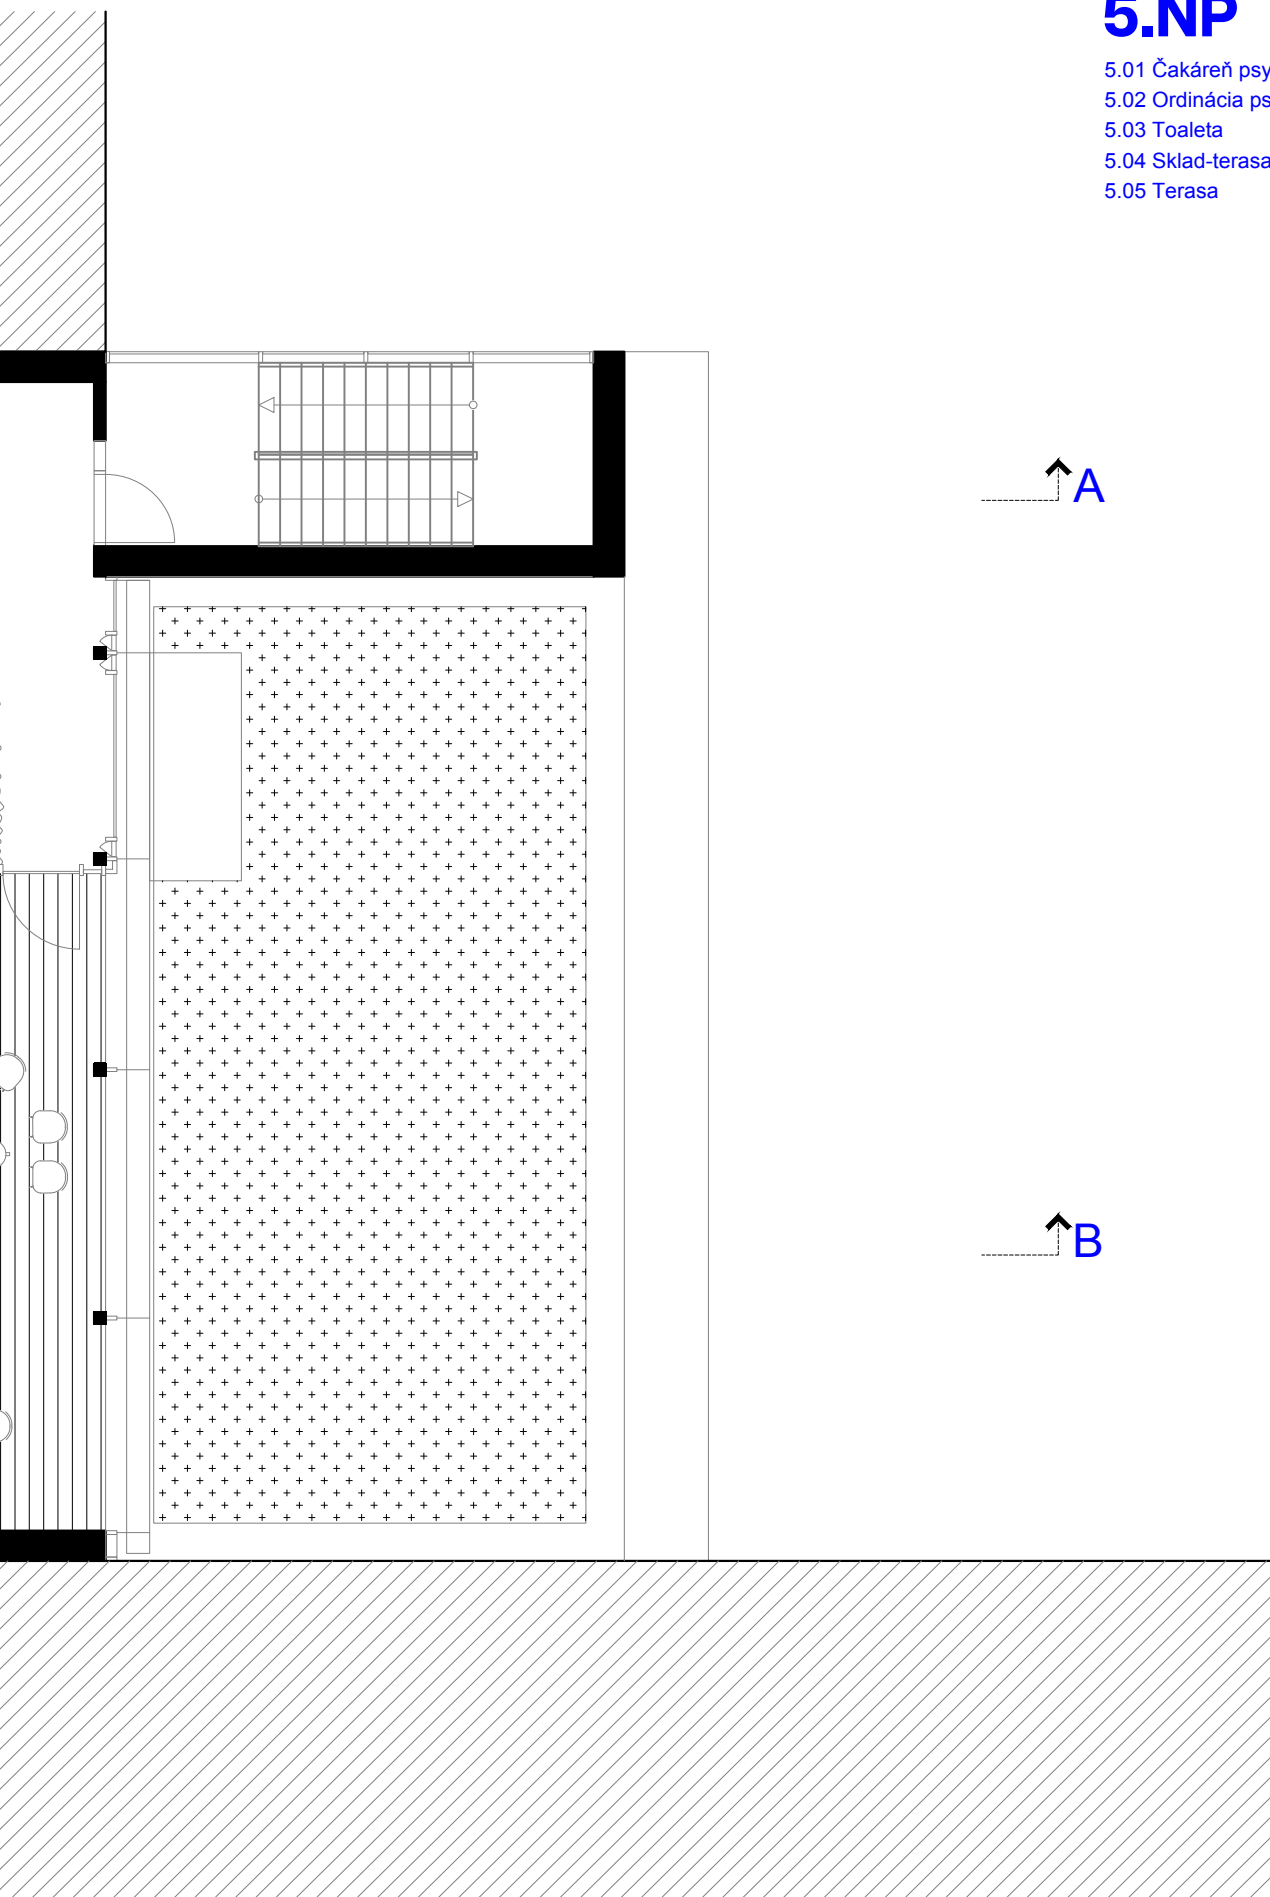 5.NP
5.01 Čakáreň psy
5.02 Ordinácia ps
5.03 Toaleta
5.04 Sklad-terasa
5.05 Terasa
A
B